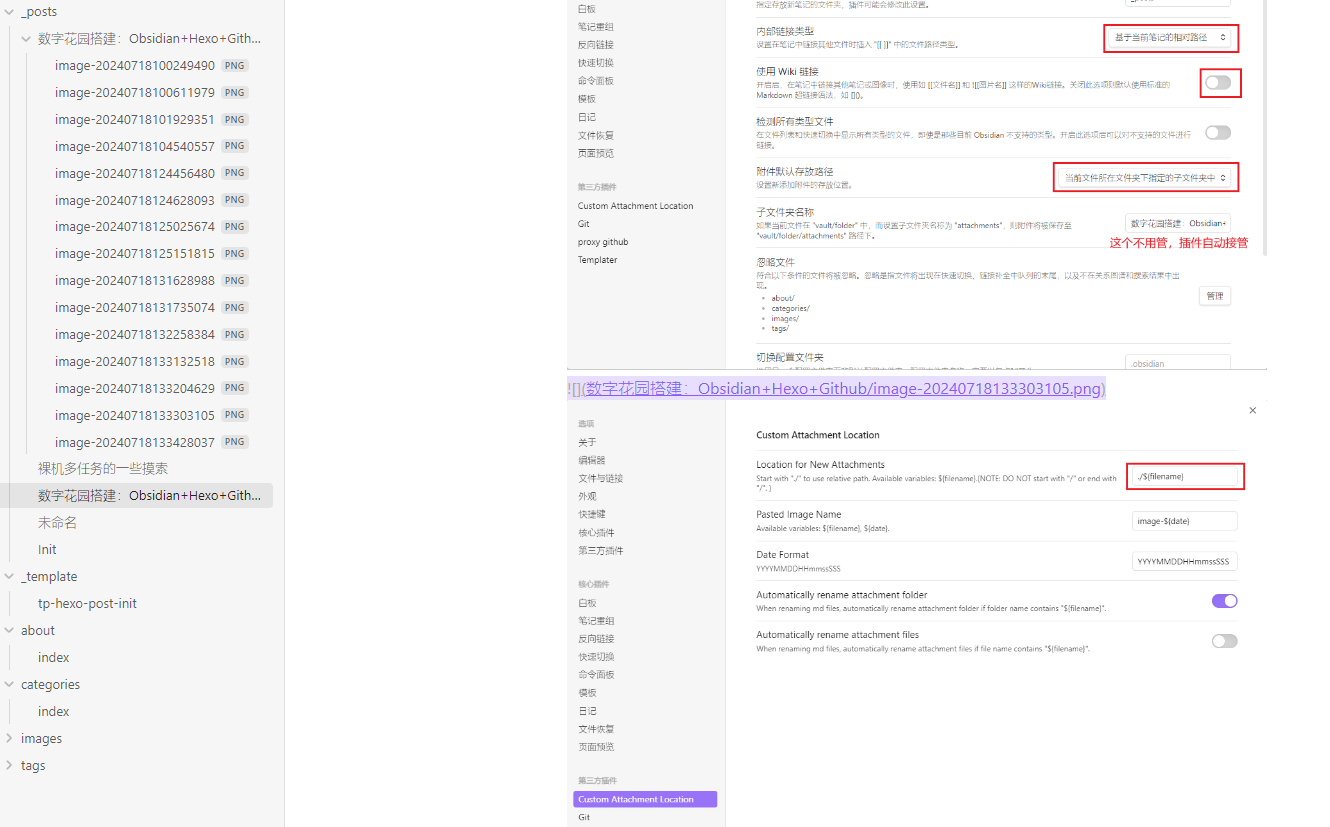 _posts
数字花园搭建：Obsidian+Hexo+Gith...
image-20240718100249490 PNG
image-20240718100611979 PNG
image-20240718101929351 PNG
image-20240718104540557 PNG
image-20240718124456480 PNG
image-20240718124628093 PNG
image-20240718125025674 PNG
image-20240718125151815 PNG
image-20240718131628988 PNG
image-20240718131735074 PNG
image-20240718132258384 PNG
image-20240718133132518 PNG
image-20240718133204629 PNG
image-20240718133303105 PNG
image-20240718133428037 PNG
裸机多任务的一些摸索
数字花园搭建：Obsidian+Hexo+Gith...
未命名
Init
_template
tp-hexo-post-init
about
index
categories
index
images
tags
白板
笔记重组
反向链接
快速切换
命令面板
模板
日记
文件恢复
页面预览
第三方插件
Custom Attachment Location
Git
proxy github
Templater
指定存放新笔记的文件夹，插件可能会修改此设置。
内部链接类型
设置在笔记中链接其他文件时插入 "[[ ]]" 中的文件路径类型。
基于当前笔记的相对路径
使用 Wiki 链接
开启后，在笔记中链接其他笔记或图像时，使用如 [[文件名]] 和 ![[图片名]] 这样的Wiki链接。关闭此选项则默认使用标准的
Markdown 超链接语法，如 []()。
检测所有类型文件
在文件列表和快速切换中显示所有类型的文件，即使是那些目前 Obsidian 不支持的类型。开启此选项后可以对不支持的文件进行
链接。
附件默认存放路径
设置新添加附件的存放位置。
当前文件所在文件夹下指定的子文件夹中
子文件夹名称
如果当前文件在 "vault/folder" 中，而设置子文件夹名称为 "attachments"，则附件将被保存至
"vault/folder/attachments" 路径下。
数字花园搭建：Obsidian+
这个不用管，插件自动接管
忽略文件
符合以下条件的文件将被忽略。忽略是指文件将出现在快速切换、链接补全中队列的末尾，以及不在关系图谱和搜索结果中出
现。
about/
categories/
images/
tags/
管理
切换配置文件夹
.obsidian
![](数字花园搭建：Obsidian+Hexo+Github/image-20240718133303105.png)
选项
关于
编辑器
文件与链接
外观
快捷键
核心插件
第三方插件
核心插件
白板
笔记重组
反向链接
快速切换
命令面板
模板
日记
文件恢复
页面预览
第三方插件
Custom Attachment Location
Git
Custom Attachment Location
Location for New Attachments
Start with "./" to use relative path. Available variables: ${filename}.(NOTE: DO NOT start with "/" or end with
"/". )
./${filename}
Pasted Image Name
Available variables: ${filename}, ${date}.
image-${date}
Date Format
YYYYMMDDHHmmssSSS
YYYYMMDDHHmmssSSS
Automatically rename attachment folder
When renaming md files, automatically rename attachment folder if folder name contains "${filename}".
Automatically rename attachment files
When renaming md files, automatically rename attachment files if file name contains "${filename}".